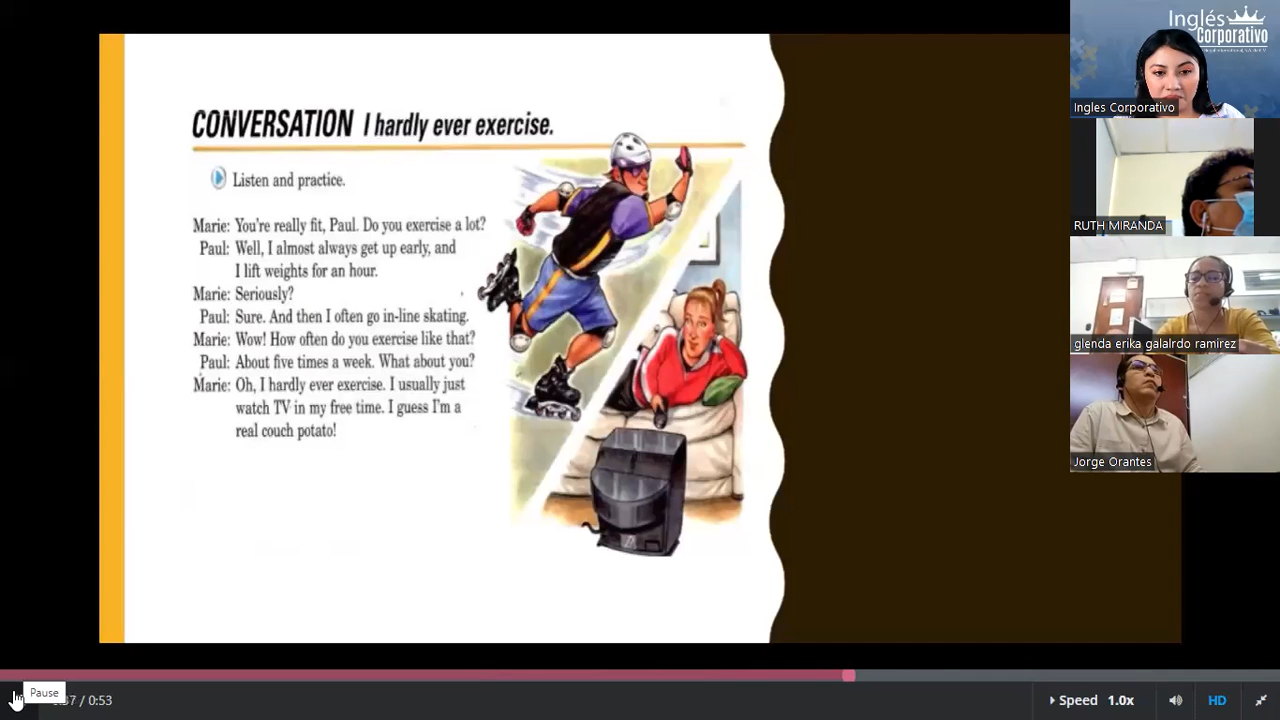 CONVERSATION I hardly ever exercise.
Listen and practice.
Marie: You're really fit, Paul. Do you exercise a lot?
Paul: Well, I almost always get up early, and
I lift weights for an hour.
Marie: Seriously?
Paul: Sure. And then I often go in-line skating.
Marie: Wow! How often do you exercise like that?
Paul: About five times a week. What about you?
Marie: Oh, I hardly ever exercise. I usually just
watch TV in my free time. I guess I'm a
real couch potato!
Inglés
Corporativo
Ingles Corporativo
RUTH MIRANDA
glenda erika galalrdo ramirez
Jorge Orantes
Pause
/ 0:53
Speed 1.0x
HD